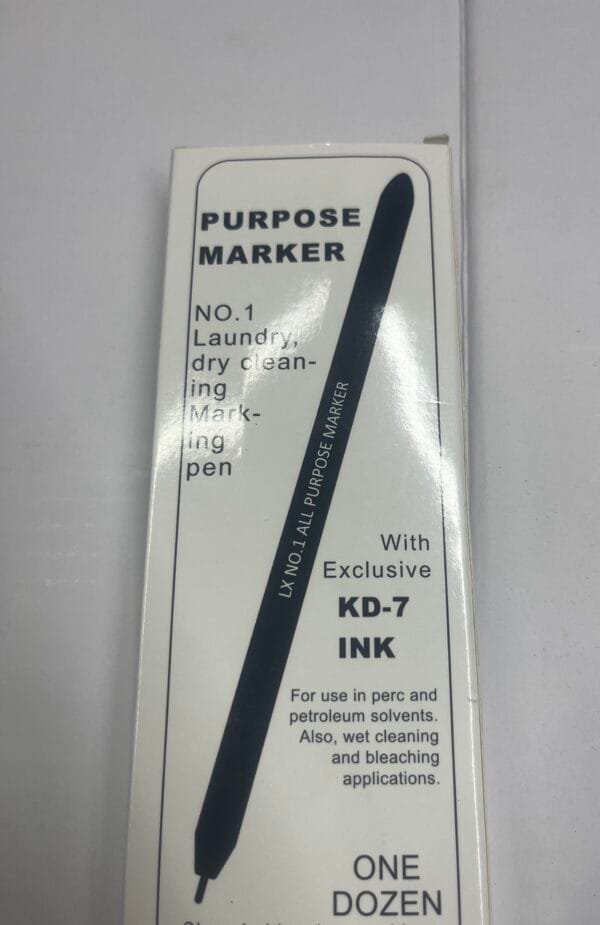 PURPOSE
MARKER
NO.1
Laundry,
dry clean-
ing
Mark-
ing
pen
LX NO.1 ALL PURPOSE MARKER
With
Exclusive
KD-7
INK
For use in perc and
petroleum solvents.
Also, wet cleaning
and bleaching
applications.
ONE
DOZEN